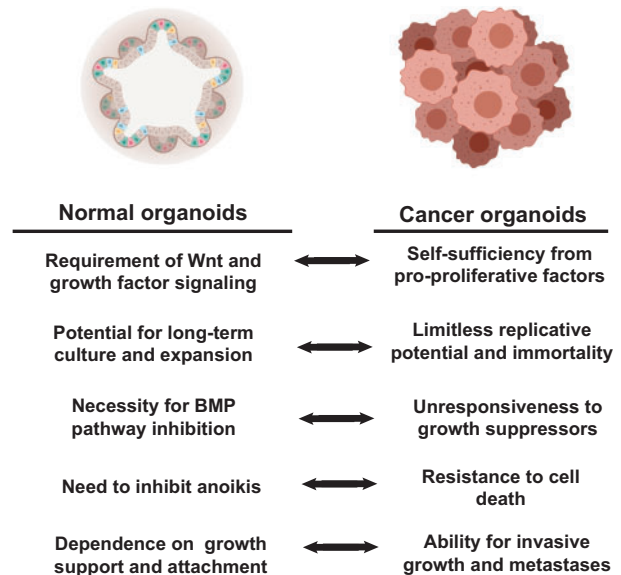 Normal organoids
Cancer organoids
Requirement of Wnt and
growth factor signaling
Self-sufficiency from
pro-proliferative factors
Potential for long-term
culture and expansion
Limitless replicative
potential and immortality
Necessity for BMP
pathway inhibition
Unresponsiveness to
growth suppressors
Need to inhibit anoikis
Resistance to cell
death
Dependence on growth
support and attachment
Ability for invasive
growth and metastases